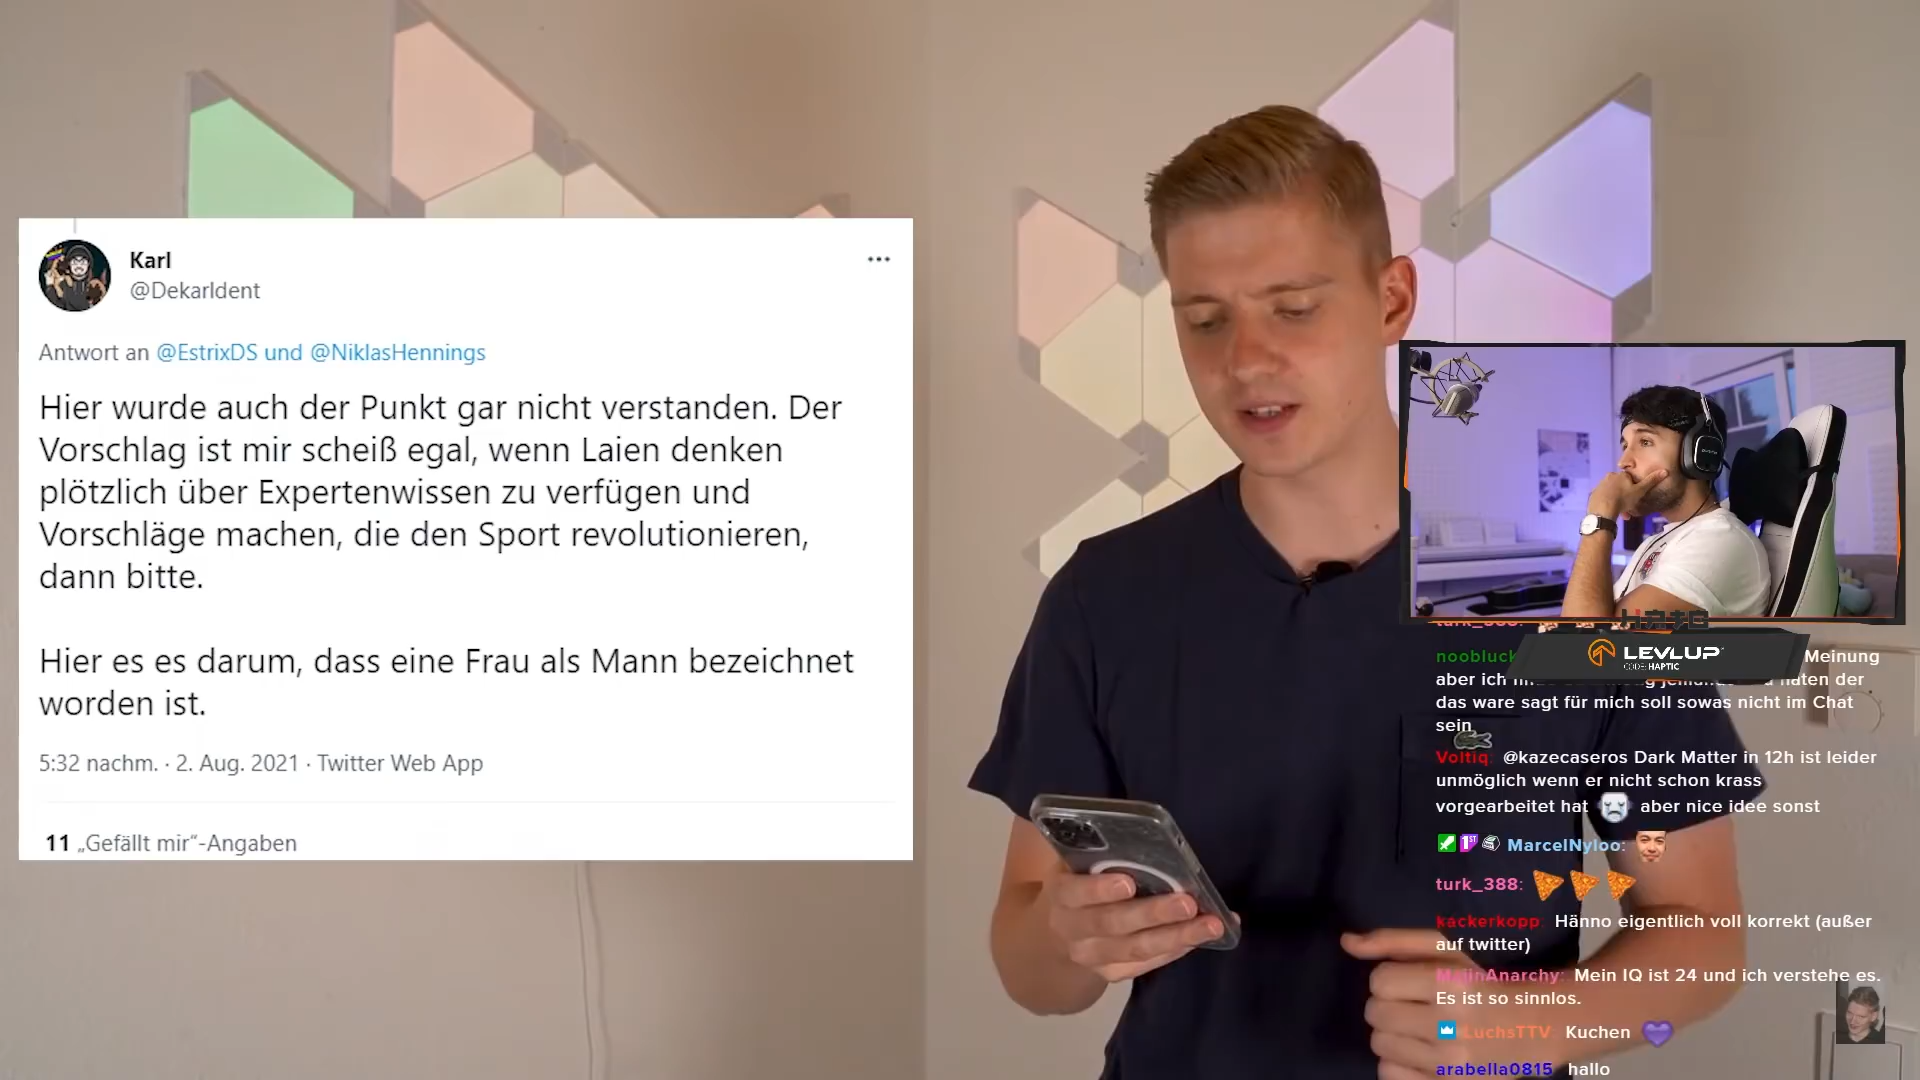 Karl
@Dekarldent
Antwort an @EstrixDS und @NiklasHennings
Hier wurde auch der Punkt gar nicht verstanden. Der
Vorschlag ist mir scheiß egal, wenn Laien denken
plötzlich über Expertenwissen zu verfügen und
Vorschläge machen, die den Sport revolutionieren,
dann bitte.
Hier es es darum, dass eine Frau als Mann bezeichnet
worden ist.
5:32 nachm. · 2. Aug. 2021 · Twitter Web App
11 „Gefällt mir“-Angaben
LEVLUP
CODE: HAPTIC
Meinung
aber ich
haten der
das ware sagt für mich soll sowas nicht im Chat
sein
Voltiq: @kazecaseros Dark Matter in 12h ist leider
unmöglich wenn er nicht schon krass
vorgearbeitet hat aber nice idee sonst
1ST MarcelNyloo:
turk_388:
kackerkopp: Hänno eigentlich voll korrekt (außer
auf twitter)
MajinAnarchy: Mein IQ ist 24 und ich verstehe es.
Es ist so sinnlos.
LuchsTTV: Kuchen
arabella0815 hallo